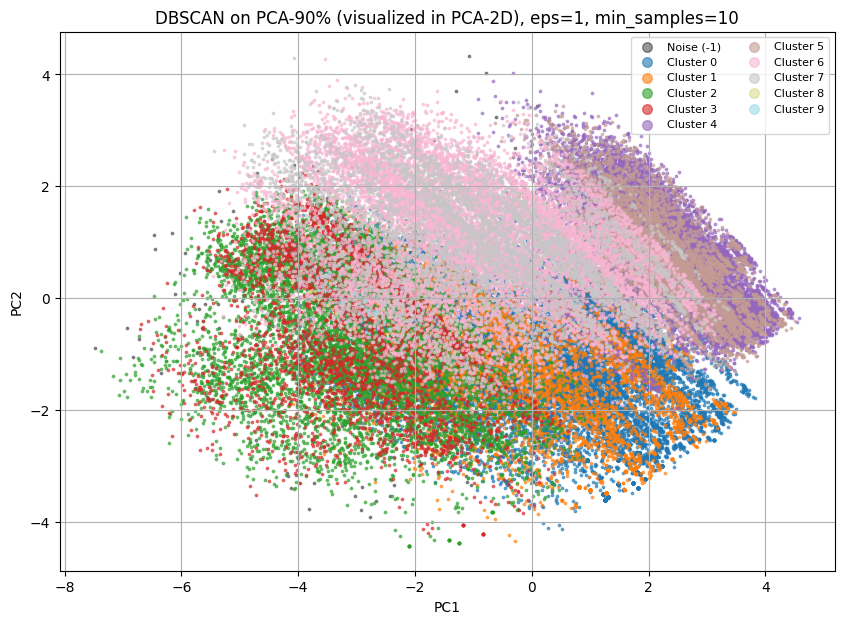 DBSCAN on PCA-90% (visualized in PCA-2D), eps=1, min_samples=10
Noise (-1)
Cluster 0
Cluster 1
Cluster 2
Cluster 3
Cluster 4
Cluster 5
Cluster 6
Cluster 7
Cluster 8
Cluster 9
4
2
0
−2
−4
PC2
−8
−6
−4
−2
0
2
4
PC1